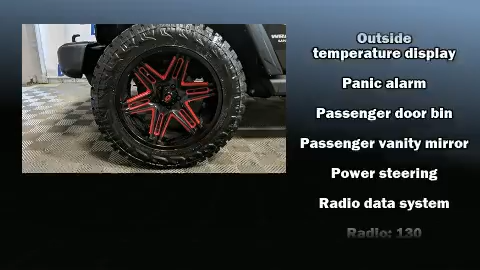 Outside
temperature display
Panic alarm
Passenger door bin
Passenger vanity mirror
Power steering
Radio data system
Radio: 130